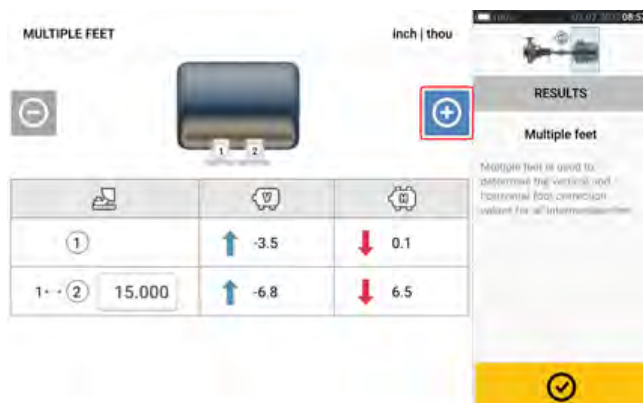 MULTIPLE FEET
inch | thou
08:57
1 2
V
H
1 -3.5 0.1
1 2 15.000 -6.8 6.5
RESULTS
Multiple feet
Multiple feet is used to
determine the vertical and
horizontal foot correction
values for all intermediate